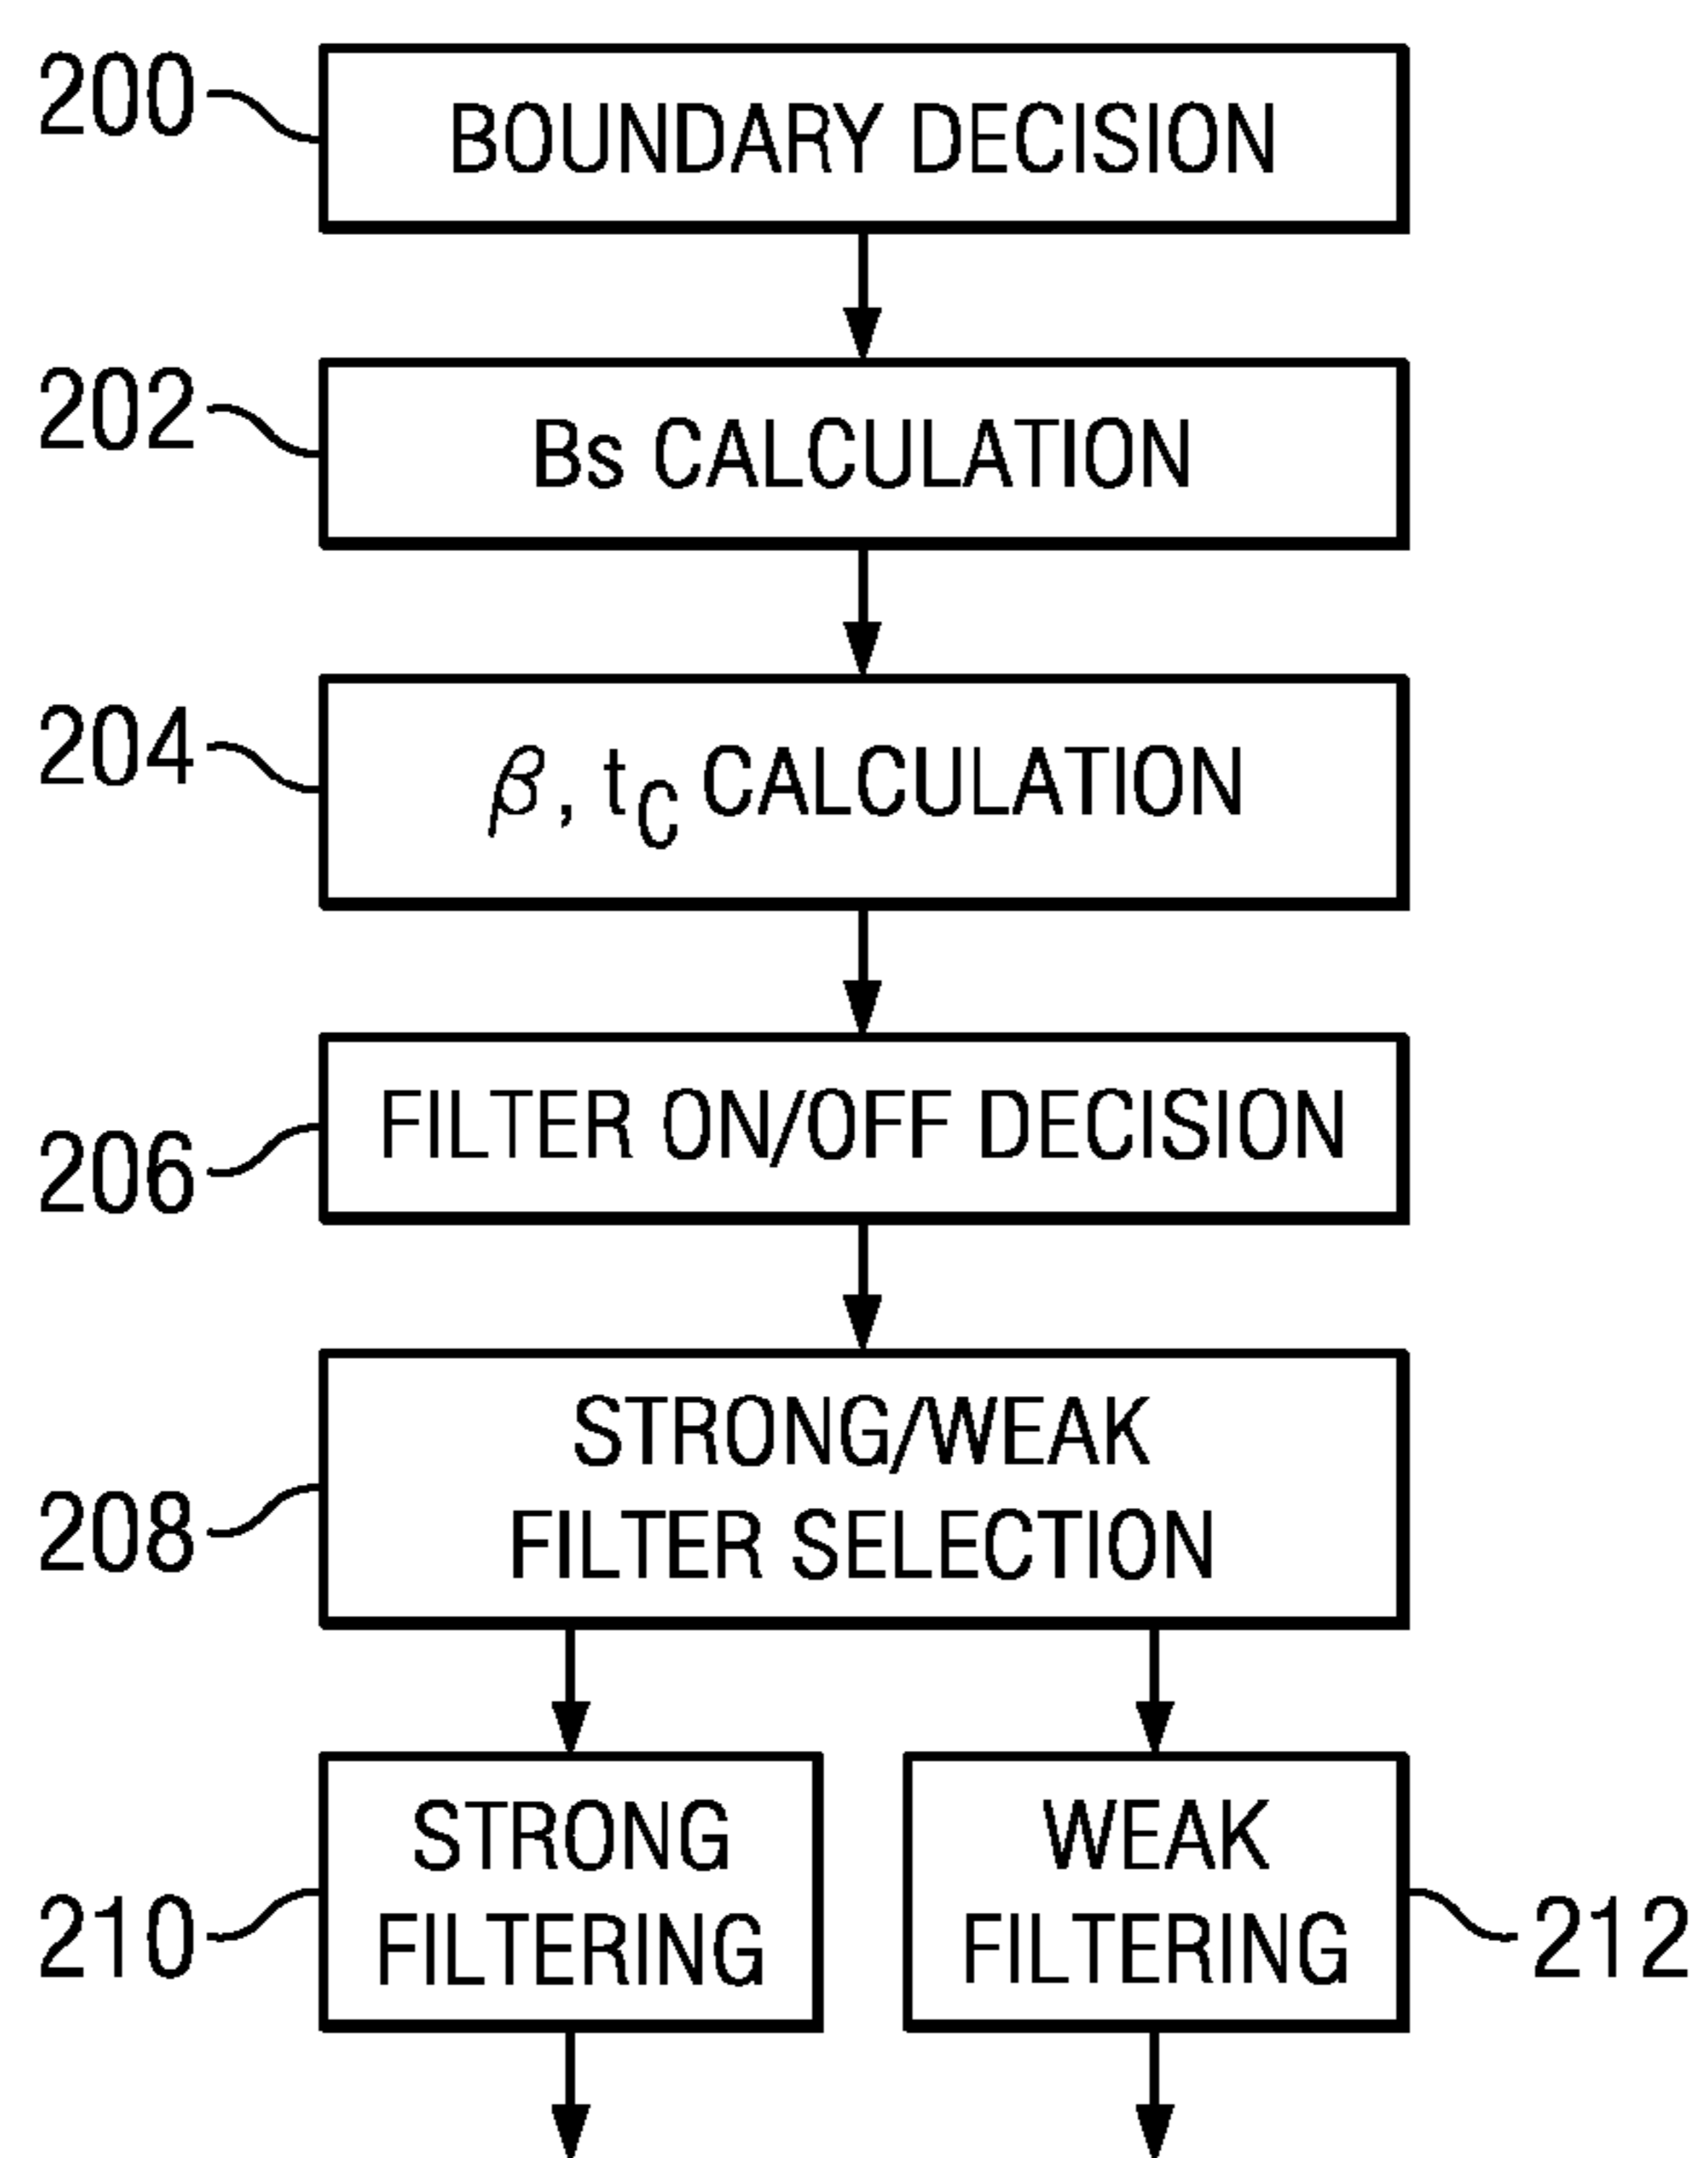 200
BOUNDARY DECISION
202
Bs CALCULATION
204
β, tC CALCULATION
206
FILTER ON/OFF DECISION
208
STRONG/WEAK
FILTER SELECTION
210
STRONG
FILTERING
WEAK
FILTERING
212